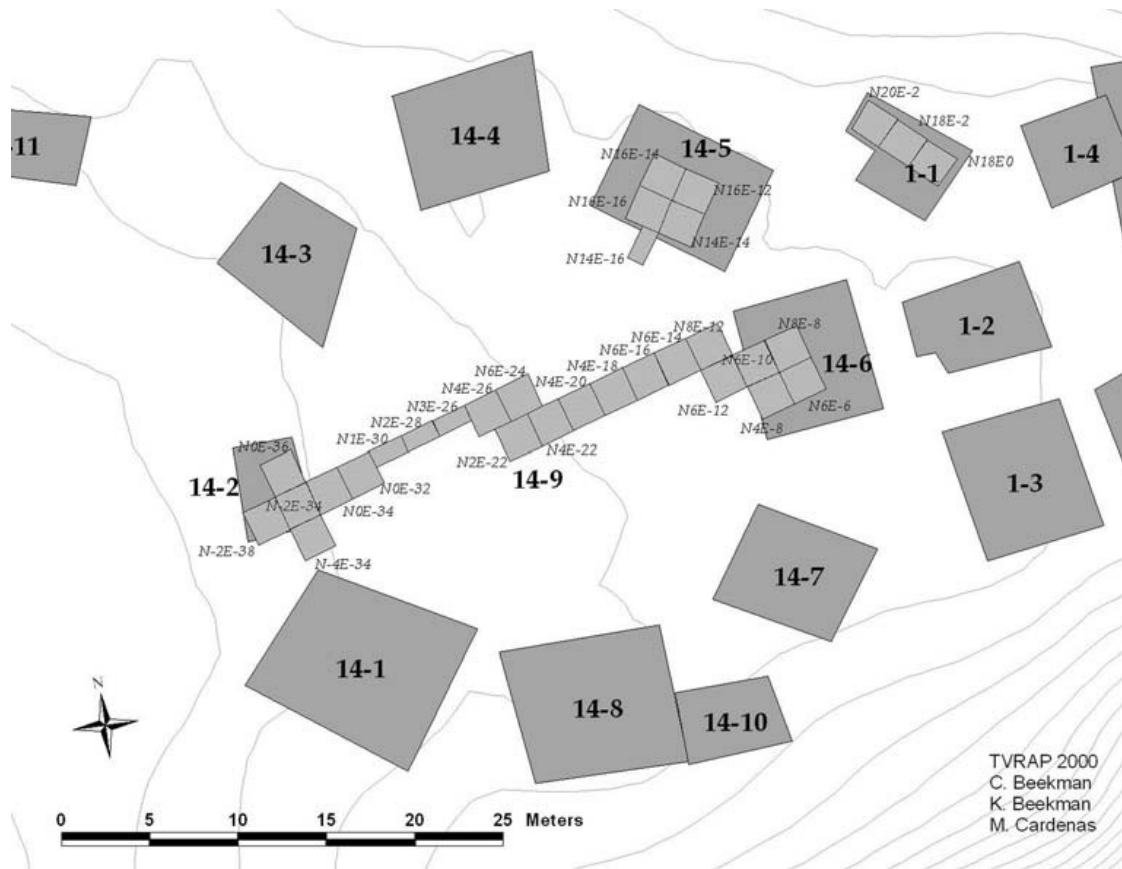 N20E-2
14-4
N18E-2
-11
14-5
1-4
N16E-14
N18E0
1-1
N16E-12
N14E-16
14-3
N14E-14
N14E-16
N8E-12
N8E-8
1-2
N6E-14
N6E-16
N6E-10
14-6
N4E-18
N6E-24
N4E-20
N4E-26
N6E-12
N6E-6
N3E-26
N2E-28
N4E-8
N1E-30
N4E-22
N0E-36
N2E-22
14-9
1-3
14-2
N0E-32
N-2E-34
N0E-34
N-2E-38
N-4E-34
14-7
14-1
N
14-8
14-10
TVRAP 2000
C. Beekman
K. Beekman
M. Cardenas
0 5 10 15 20 25 Meters